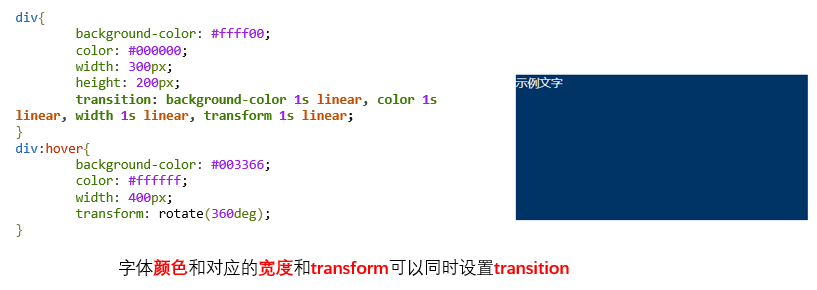 div{
background-color: #ffff00;
color: #000000;
width: 300px;
height: 200px;
transition: background-color 1s linear, color 1s
linear, width 1s linear, transform 1s linear;
}
div:hover{
background-color: #003366;
color: #ffffff;
width: 400px;
transform: rotate(360deg);
}
示例文字
字体颜色和对应的宽度和transform可以同时设置transition